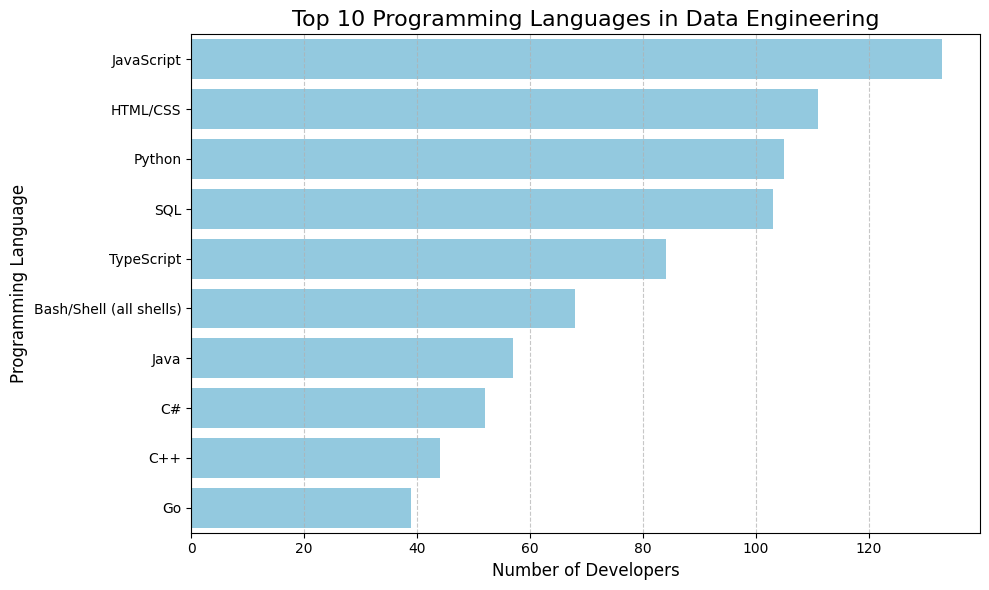 Top 10 Programming Languages in Data Engineering
Programming Language
JavaScript
HTML/CSS
Python
SQL
TypeScript
Bash/Shell (all shells)
Java
C#
C++
Go
0 20 40 60 80 100 120
Number of Developers